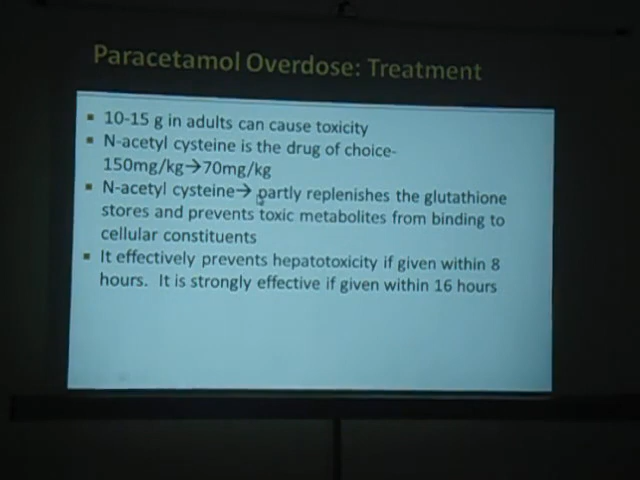 Paracetamol Overdose: Treatment
▪ 10-15 g in adults can cause toxicity
▪ N-acetyl cysteine is the drug of choice-
150mg/kg→70mg/kg
▪ N-acetyl cysteine→ partly replenishes the glutathione
stores and prevents toxic metabolites from binding to
cellular constituents
▪ It effectively prevents hepatotoxicity if given within 8
hours. It is strongly effective if given within 16 hours